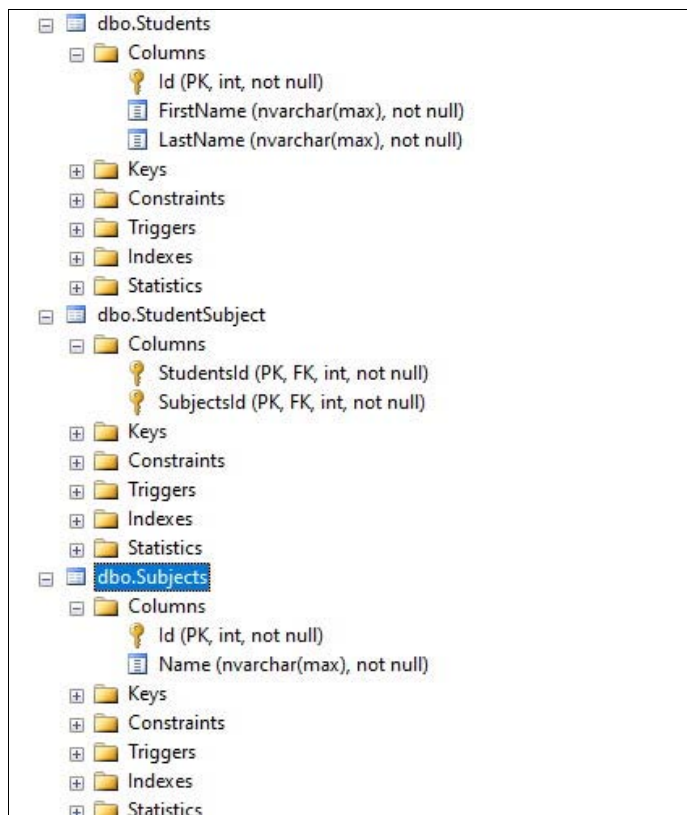 dbo.Students
Columns
Id (PK, int, not null)
FirstName (nvarchar(max), not null)
LastName (nvarchar(max), not null)
Keys
Constraints
Triggers
Indexes
Statistics
dbo.StudentSubject
Columns
StudentsId (PK, FK, int, not null)
SubjectsId (PK, FK, int, not null)
Keys
Constraints
Triggers
Indexes
Statistics
dbo.Subjects
Columns
Id (PK, int, not null)
Name (nvarchar(max), not null)
Keys
Constraints
Triggers
Indexes
Statistics